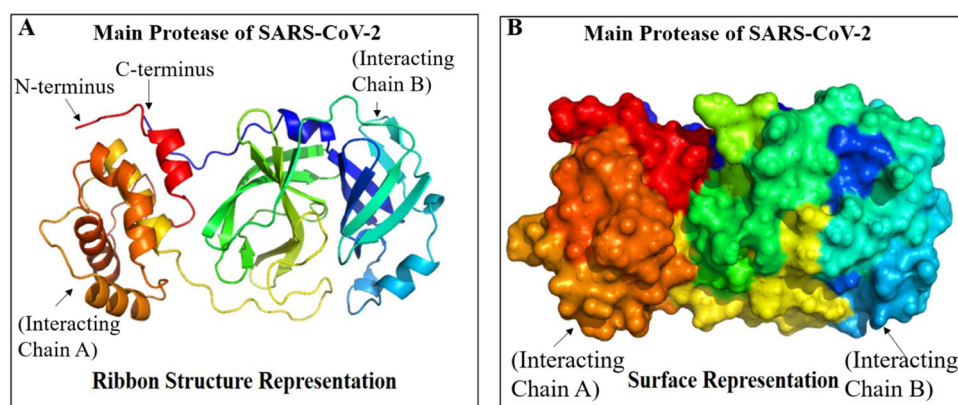 A
Main Protease of SARS-CoV-2
(Interacting
Chain B)
C-terminus
N-terminus
(Interacting
Chain A)
Ribbon Structure Representation
B
Main Protease of SARS-CoV-2
(Interacting
Chain A)
Surface Representation
(Interacting
Chain B)